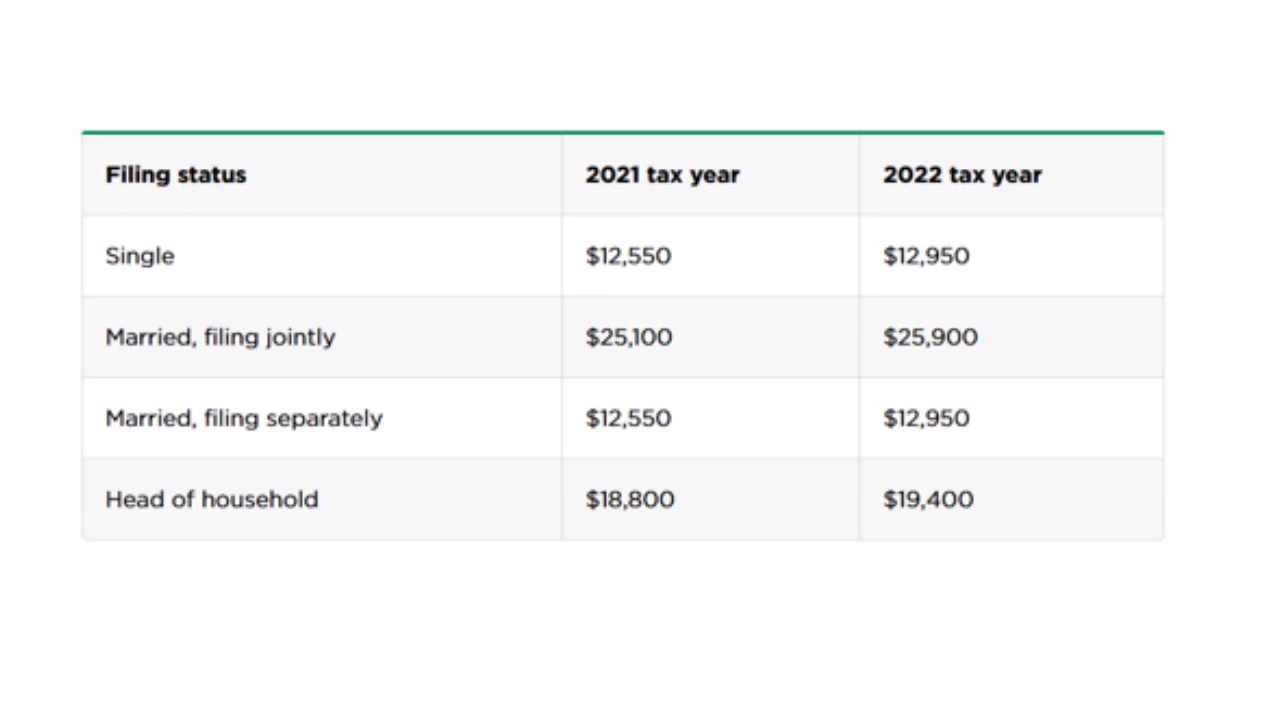 Filing status 2021 tax year 2022 tax year
Single $12,550 $12,950
Married, filing jointly $25,100 $25,900
Married, filing separately $12,550 $12,950
Head of household $18,800 $19,400